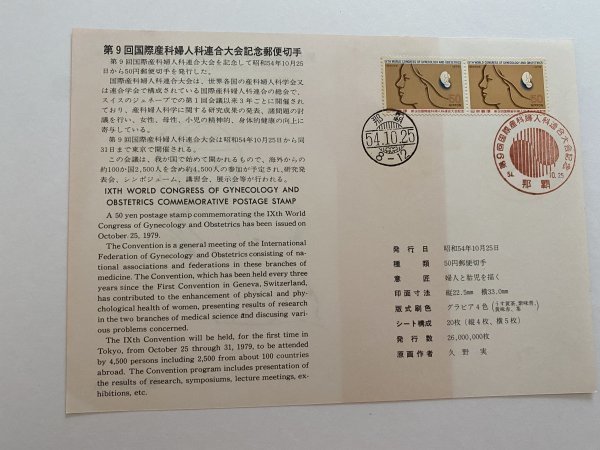 第9回国際産科婦人科連合大会記念郵便切手
第9回国際産科婦人科連合大会を記念して昭和54年10月25
日から50円郵便切手を発行した。
国際産科婦人科連合大会は、世界各国の産科婦人科学会又
は連合学会で構成されている国際産科婦人科連合の総会で、
スイスのジュネーブでの第1回会議以来3年ごとに開催されて
おり、産科婦人科学に関する研究成果の発表、諸問題の討
議を行い、女性、母性、小児の精神的、身体的健康の向上に
寄与している。
第9回国際産科婦人科連合大会は昭和54年10月25日から同
31日まで東京で開催される。
この会議は、我が国で始めて開かれるもので、海外からの
約100か国2,500人を含め約4,500人の参加が予定され、研究発
表会、シンポジューム、講習会、展示会等が行われる。
IXTH WORLD CONGRESS OF GYNECOLOGY AND
OBSTETRICS COMMEMORATIVE POSTAGE STAMP
A 50 yen postage stamp commemorating the IXth World
Congress of Gynecology and Obstetrics has been issued on
October 25, 1979.
The Convention is a general meeting of the International
Federation of Gynecology and Obstetrics consisting of na-
tional associations and federations in these branches of
medicine. The Convention, which has been held every three
years since the First Convention in Geneva, Switzerland,
has contributed to the enhancement of physical and phy-
chological health of women, presenting results of research
in the two branches of medical science and discusing vari-
ous problems concerned.
The IXth Convention will be held, for the first time in
Tokyo, from October 25 through 31, 1979, to be attended
by 4,500 persons including 2,500 from about 100 countries
abroad. The Convention program includes presentation of
the results of research, symposiums, lecture meetings, ex-
hibitions, etc.
IXTH WORLD CONGRESS OF GYNECOLOGY AND OBSTETRICS
IXTH WORLD CONGRESS OF GYNECOLOGY AND OBSTETRICS
那覇
54.10.25
8-12
第9回国際産科婦人科連合大会記念
54. 10.25
那覇
発行日 昭和54年10月25日
種類 50円郵便切手
意匠 婦人と胎児を描く
印面寸法 縦22.5mm 横33.0mm
版式刷色 グラビア4色
シート構成 20枚(縦4枚、横5枚)
発行数 26,000,000枚
原画作者 久野 実